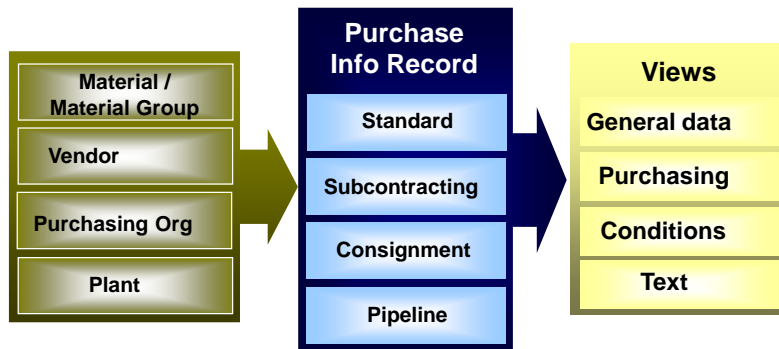 Material /
Material Group
Vendor
Purchasing Org
Plant
Purchase
Info Record
Standard
Subcontracting
Consignment
Pipeline
Views
General data
Purchasing
Conditions
Text